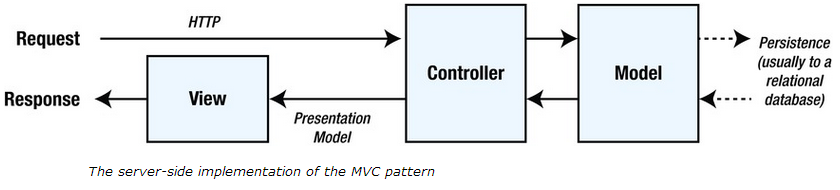 HTTP
Request
Controller
Model
Persistence
(usually to a
relational
database)
Response
View
Presentation
Model
The server-side implementation of the MVC pattern